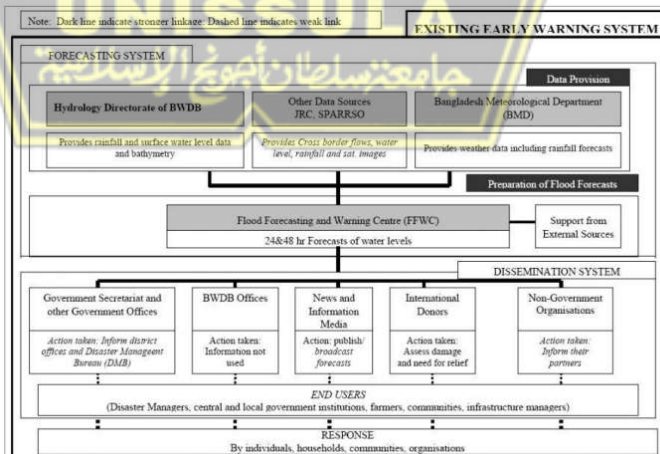 UNISSULA
جامعة سلطان أجونج الإسلامية
Note: Dark line indicate stronger linkage: Dashed line indicates weak link
EXISTING EARLY WARNING SYSTEM
FORECASTING SYSTEM
Data Provision
Hydrology Directorate of BWDB
Other Data Sources
JRC, SPARRSO
Bangladesh Meteorological Department
(BMD)
Provides rainfall and surface water level data
and bathymetry
Provides Cross border flows, water
level, rainfall and sat. images
Provides weather data including rainfall forecasts
Preparation of Flood Forecasts
Flood Forecasting and Warning Centre (FFWC)
24&48 hr Forecasts of water levels
Support from
External Sources
DISSEMINATION SYSTEM
Government Secretariat and
other Government Offices
Action taken: Inform district
offices and Disaster Manageent
Bureau (DMB)
BWDB Offices
Action taken:
Information not
used
News and
Information
Media
Action: publish/
broadcast
forecasts
International
Donors
Action taken:
Assess damage
and need for relief
Non-Government
Organisations
Action taken:
Inform their
partners
END USERS
(Disaster Managers, central and local government institutions, farmers, communities, infrastructure managers)
RESPONSE
By individuals, households, communities, organisations